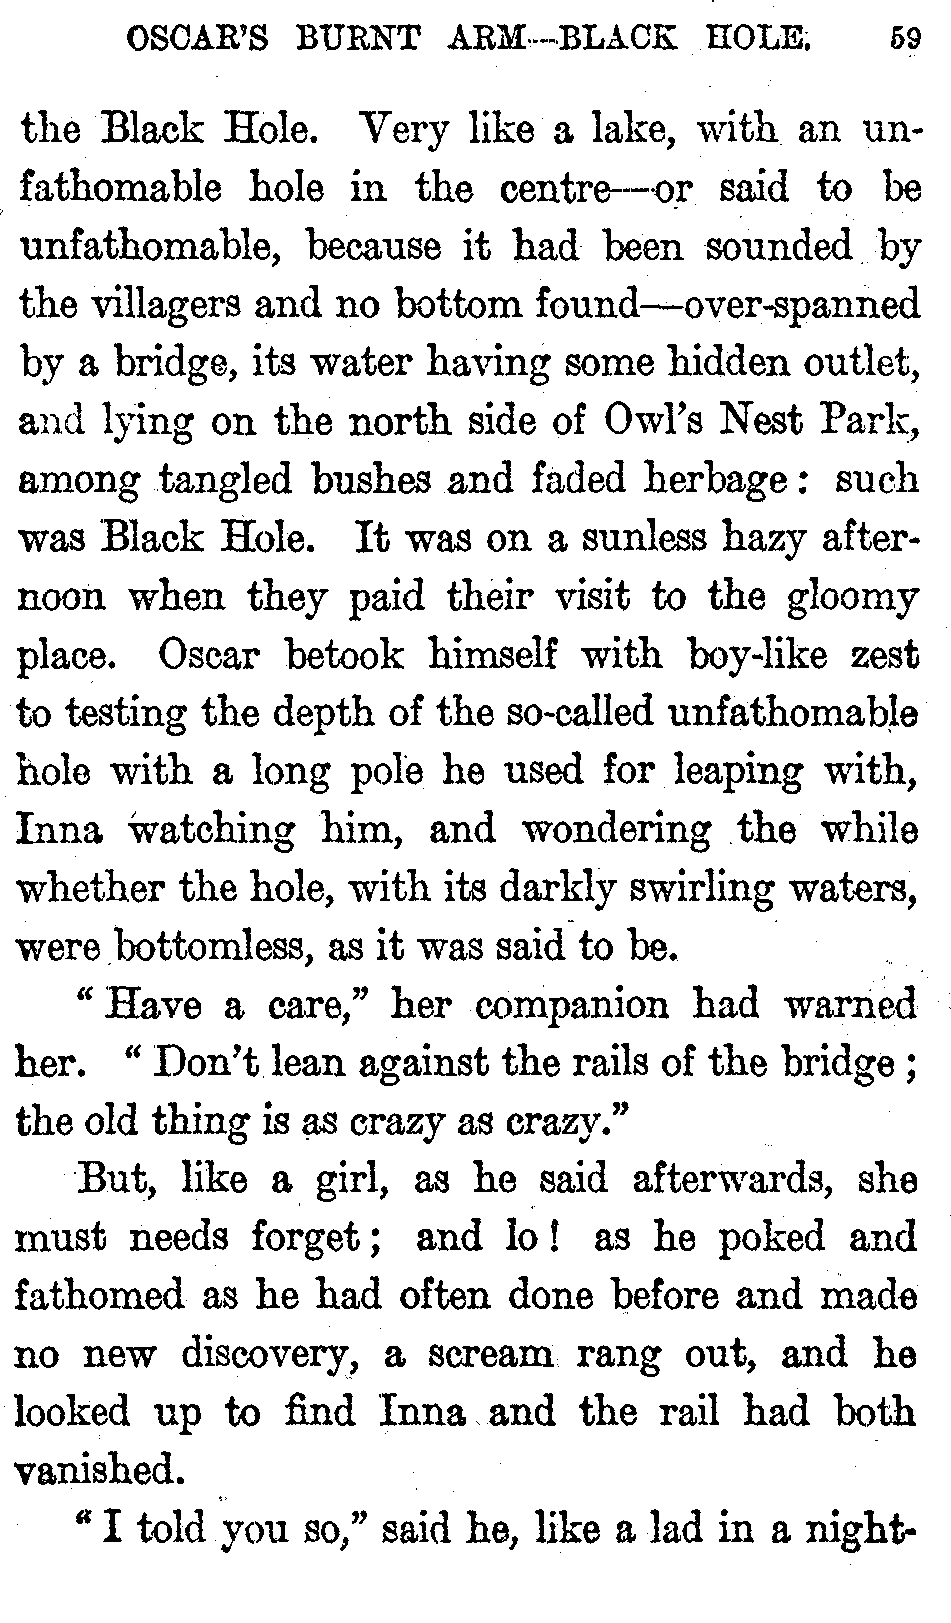 OSCAR'S BURNT ARM—BLACK HOLE. 59
the Black Hole. Very like a lake, with an un-
fathomable hole in the centre—or said to be
unfathomable, because it had been sounded by
the villagers and no bottom found—over-spanned
by a bridge, its water having some hidden outlet,
and lying on the north side of Owl's Nest Park,
among tangled bushes and faded herbage: such
was Black Hole. It was on a sunless hazy after-
noon when they paid their visit to the gloomy
place. Oscar betook himself with boy-like zest
to testing the depth of the so-called unfathomable
hole with a long pole he used for leaping with,
Inna watching him, and wondering the while
whether the hole, with its darkly swirling waters,
were bottomless, as it was said to be.
"Have a care," her companion had warned
her. "Don't lean against the rails of the bridge;
the old thing is as crazy as crazy."
But, like a girl, as he said afterwards, she
must needs forget; and lo! as he poked and
fathomed as he had often done before and made
no new discovery, a scream rang out, and he
looked up to find Inna and the rail had both
vanished.
"I told you so," said he, like a lad in a night-